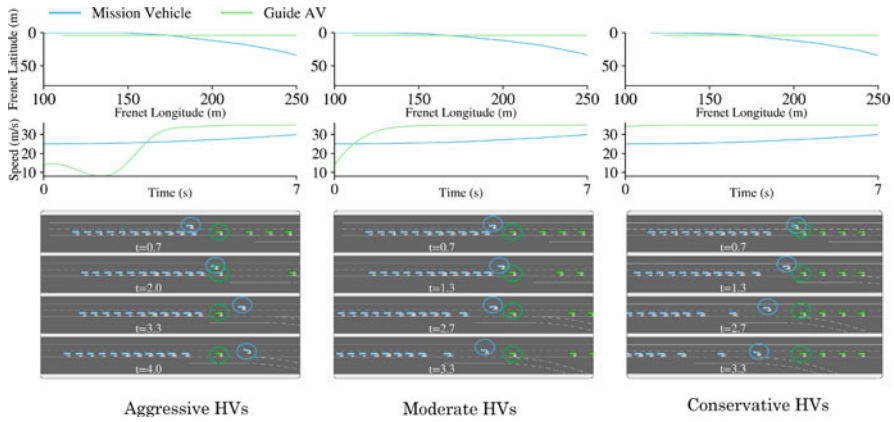 Mission Vehicle Guide AV
Frenet Latitude (m)
0
50
100 150 200 250
Frenet Longitude (m)
0
50
100 150 200 250
Frenet Longitude (m)
0
50
100 150 200 250
Frenet Longitude (m)
Speed (m/s)
30
20
10
0 7
Time (s)
30
20
10
0 7
Time (s)
30
20
10
0 7
Time (s)
t=0.7
t=2.0
t=3.3
t=4.0
t=0.7
t=1.3
t=2.7
t=3.3
t=0.7
t=1.3
t=2.7
t=3.3
Aggressive HVs Moderate HVs Conservative HVs